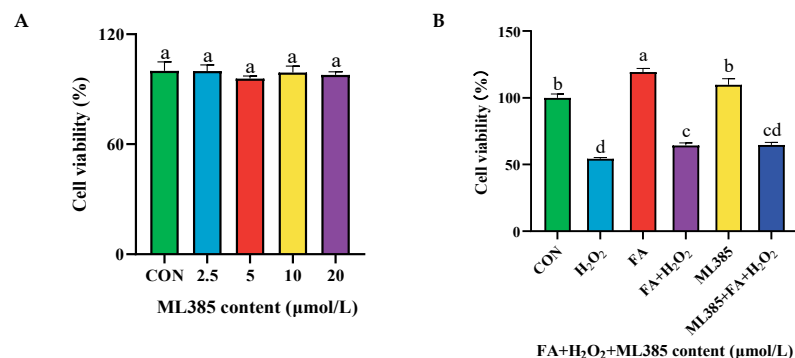 A
120
60
0
Cell viability (%)
a
a
a
a
a
CON
2.5
5
10
20
ML385 content (μmol/L)
B
150
100
50
0
Cell viability (%)
b
d
a
c
b
cd
CON
H₂O₂
FA
FA+H₂O₂
ML385
ML385+FA+H₂O₂
FA+H₂O₂+ML385 content (μmol/L)